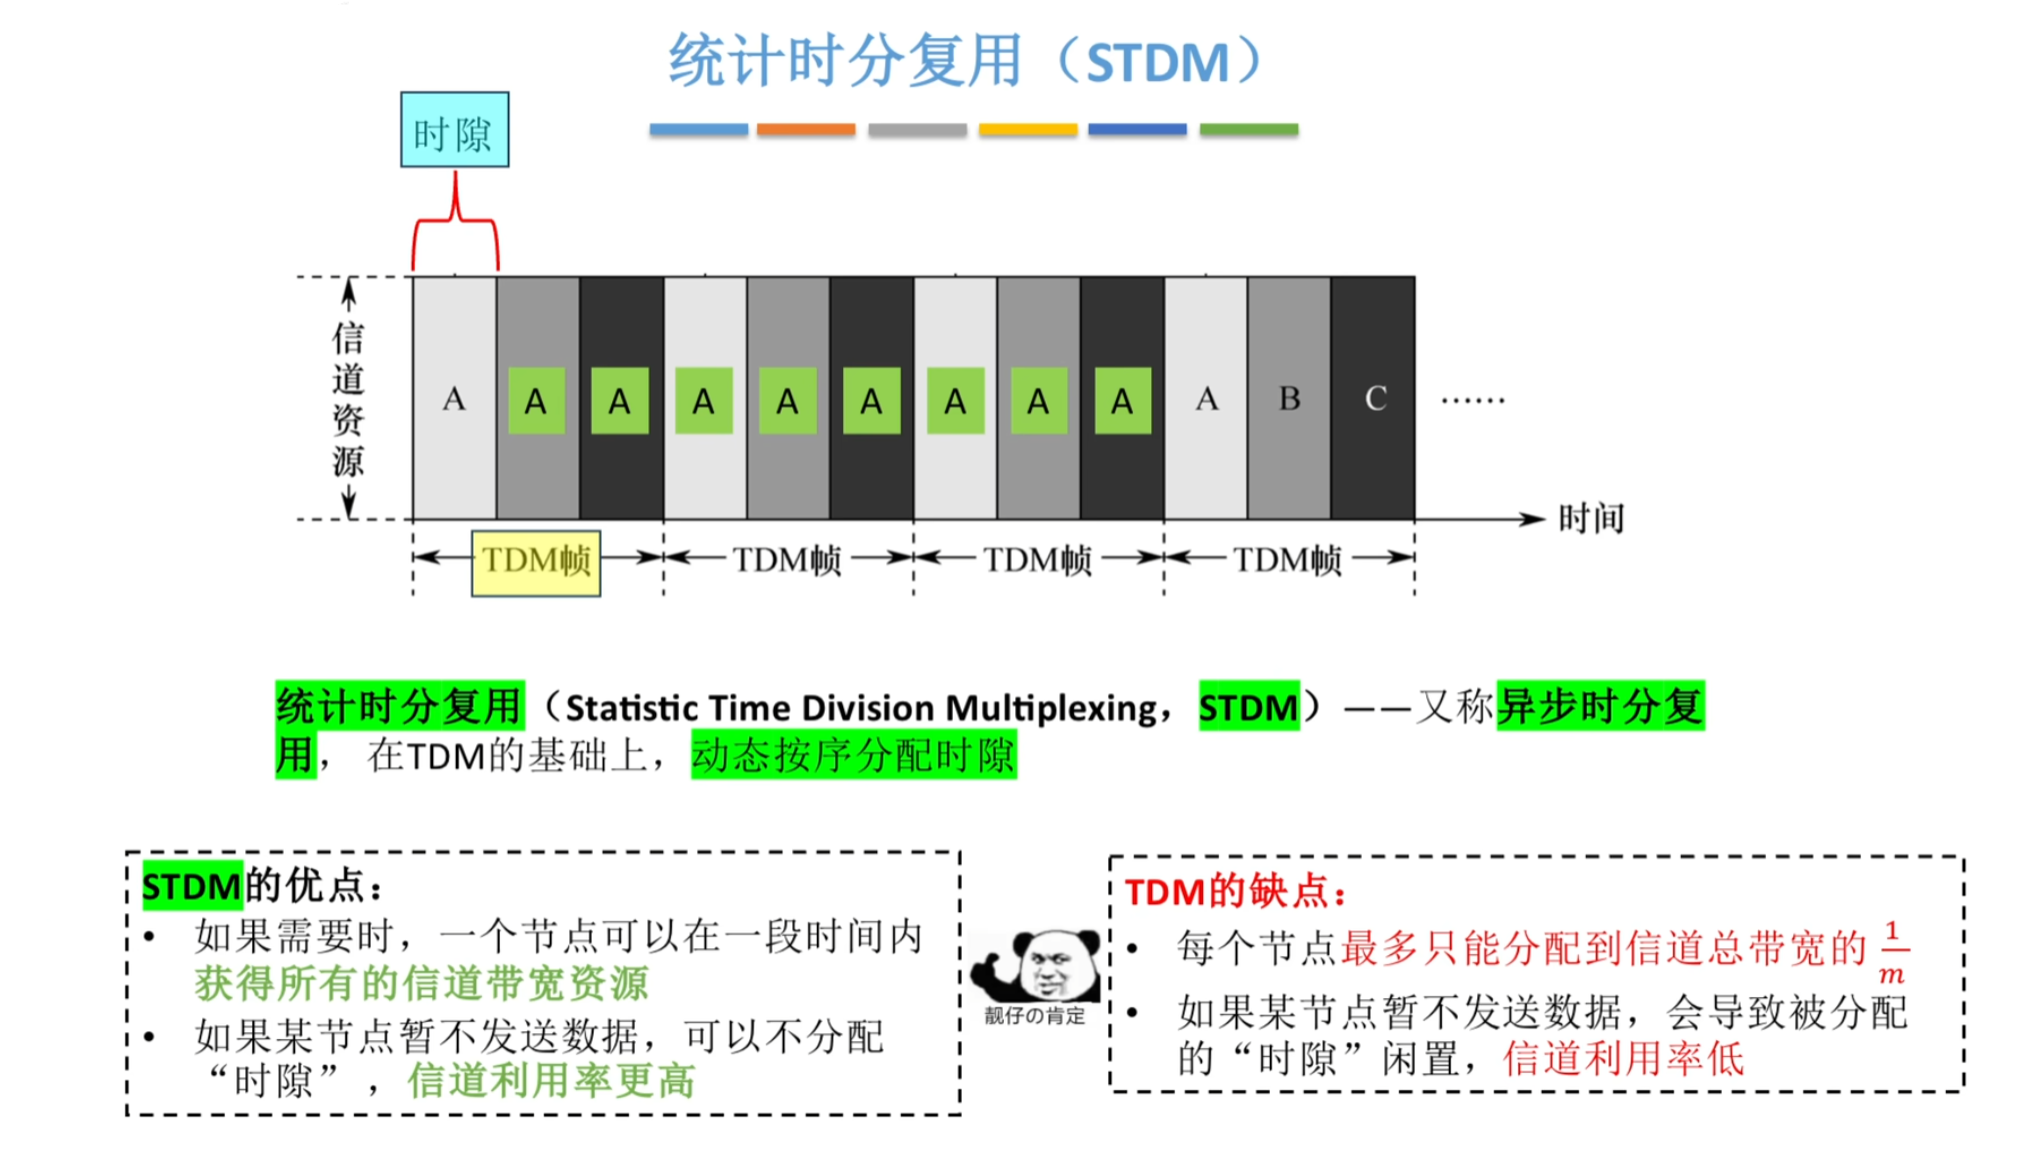 统计时分复用（STDM）
时隙
信道资源
A A A A A A A A A A B C ……
时间
TDM帧 TDM帧 TDM帧 TDM帧
统计时分复用（Statistic Time Division Multiplexing，STDM）——又称异步时分复
用， 在TDM的基础上，动态按序分配时隙
STDM的优点：
• 如果需要时，一个节点可以在一段时间内
获得所有的信道带宽资源
• 如果某节点暂不发送数据，可以不分配
“时隙”，信道利用率更高
靓仔の肯定
TDM的缺点：
• 每个节点最多只能分配到信道总带宽的 1/m
• 如果某节点暂不发送数据，会导致被分配
的“时隙”闲置，信道利用率低